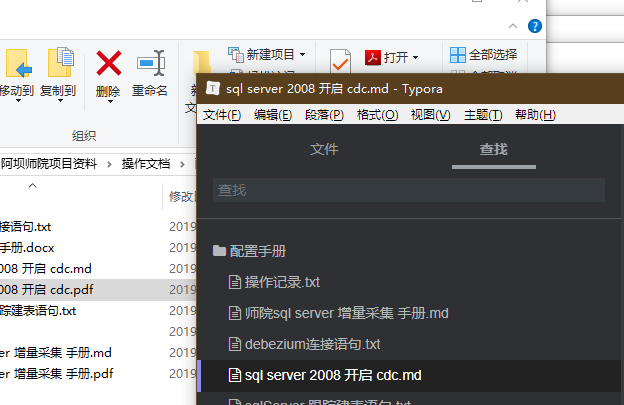 新建项目
打开
全部选择
移动到
复制到
删除
重命名
组织
阿坝师院项目资料 › 操作文档 ›
修改
接语句.txt
2019
手册.docx
2019
008 开启 cdc.md
2019
008 开启 cdc.pdf
2019
踪建表语句.txt
2019
er 增量采集 手册.md
2019
er 增量采集 手册.pdf
2019
sql server 2008 开启 cdc.md - Typora
文件(F) 编辑(E) 段落(P) 格式(O) 视图(V) 主题(T) 帮助(H)
文件 查找
查找
配置手册
操作记录.txt
师院sql server 增量采集 手册.md
debezium连接语句.txt
sql server 2008 开启 cdc.md
sqlServer 跟踪建表语句.txt